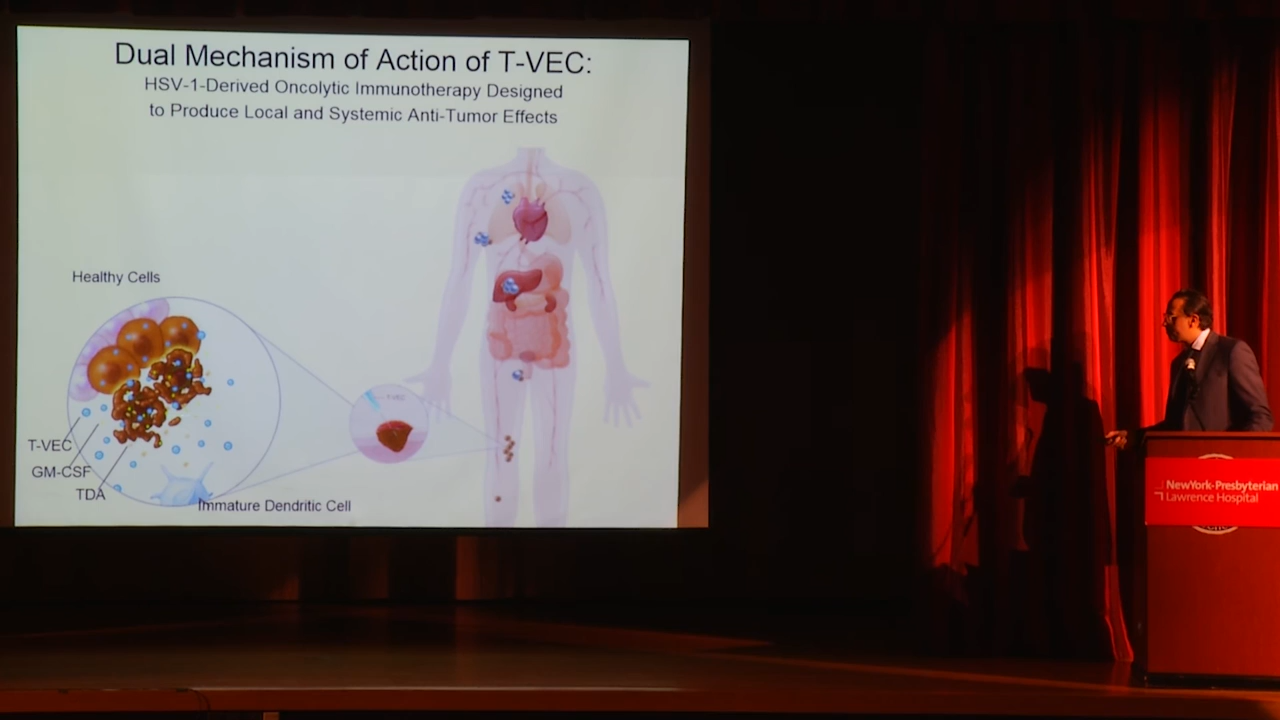 Dual Mechanism of Action of T-VEC:
HSV-1-Derived Oncolytic Immunotherapy Designed
to Produce Local and Systemic Anti-Tumor Effects
Healthy Cells
T-VEC
T-VEC
GM-CSF
TDA
Immature Dendritic Cell
NewYork-Presbyterian
Lawrence Hospital